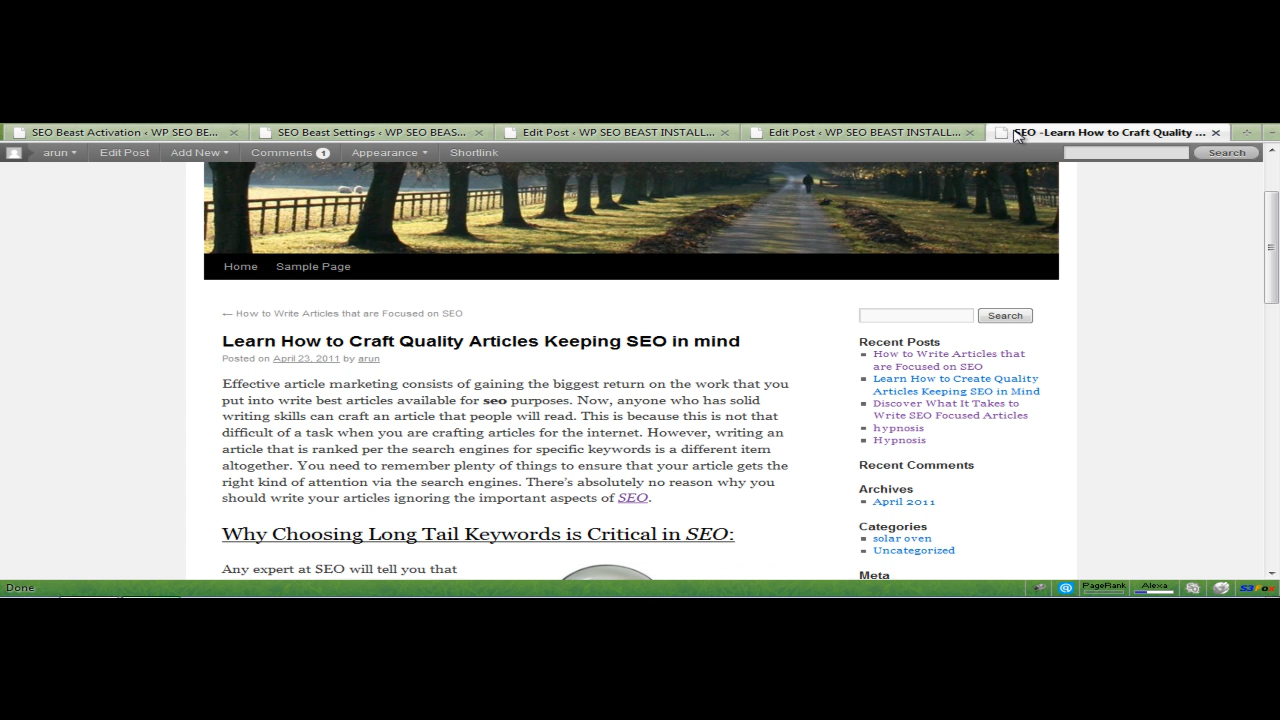 SEO Beast Activation ‹ WP SEO BE...
SEO Beast Settings ‹ WP SEO BEAS...
Edit Post ‹ WP SEO BEAST INSTALL...
Edit Post ‹ WP SEO BEAST INSTALL...
SEO -Learn How to Craft Quality ...
arun
Edit Post
Add New
Comments 1
Appearance
Shortlink
Search
Home
Sample Page
← How to Write Articles that are Focused on SEO
Learn How to Craft Quality Articles Keeping SEO in mind
Posted on April 23, 2011 by arun
Effective article marketing consists of gaining the biggest return on the work that you
put into write best articles available for seo purposes. Now, anyone who has solid
writing skills can craft an article that people will read. This is because this is not that
difficult of a task when you are crafting articles for the internet. However, writing an
article that is ranked per the search engines for specific keywords is a different item
altogether. You need to remember plenty of things to ensure that your article gets the
right kind of attention via the search engines. There's absolutely no reason why you
should write your articles ignoring the important aspects of SEO.
Why Choosing Long Tail Keywords is Critical in SEO:
Any expert at SEO will tell you that
Search
Recent Posts
How to Write Articles that
are Focused on SEO
Learn How to Create Quality
Articles Keeping SEO in Mind
Discover What It Takes to
Write SEO Focused Articles
hypnosis
Hypnosis
Recent Comments
Archives
April 2011
Categories
solar oven
Uncategorized
Meta
Done
PageRank
Alexa
S3Fox